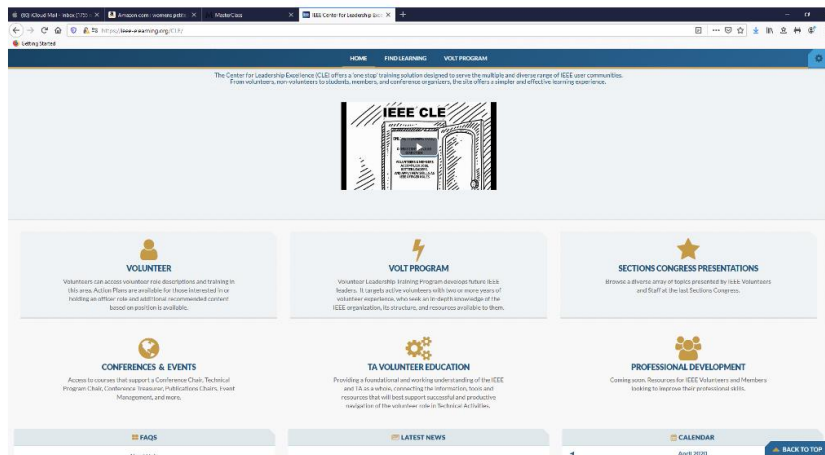 (60) iCloud Mail - Inbox
Amazon.com : womens petite
MasterClass
IEEE Center for Leadership Exc
https://ieee-elearning.org/CLE/
Getting Started
HOME FIND LEARNING VOLT PROGRAM
The Center for Leadership Excellence (CLE) offers a 'one stop' training solution designed to serve the multiple and diverse range of IEEE user communities.
From volunteers, non-volunteers to students, members, and conference organizers, the site offers a simpler and effective learning experience.
IEEE CLE
VOLUNTEER
Volunteers can access volunteer role descriptions and training in
this area. Action Plans are available for those interested in or
holding an officer role and additional recommended content
based on position is available.
VOLT PROGRAM
Volunteer Leadership Training Program develops future IEEE
leaders. It targets active volunteers with two or more years of
volunteer experience, who seek an in depth knowledge of the
IEEE organization, its structure, and resources available to them.
SECTIONS CONGRESS PRESENTATIONS
Browse a diverse array of topics presented by IEEE Volunteers
and Staff at the last Sections Congress.
CONFERENCES & EVENTS
Access to courses that support a Conference Chair, Technical
Program Chair, Conference Treasurer, Publications Chairs, Event
Management, and more.
TA VOLUNTEER EDUCATION
Providing a foundational and working understanding of the IEEE
and TA as a whole, connecting the information, tools and
resources that will best support successful and productive
navigation of the volunteer role in Technical Activities.
PROFESSIONAL DEVELOPMENT
Coming soon. Resources for IEEE Volunteers and Members
looking to improve their professional skills.
FAQS
LATEST NEWS
CALENDAR
April 2020
BACK TO TOP